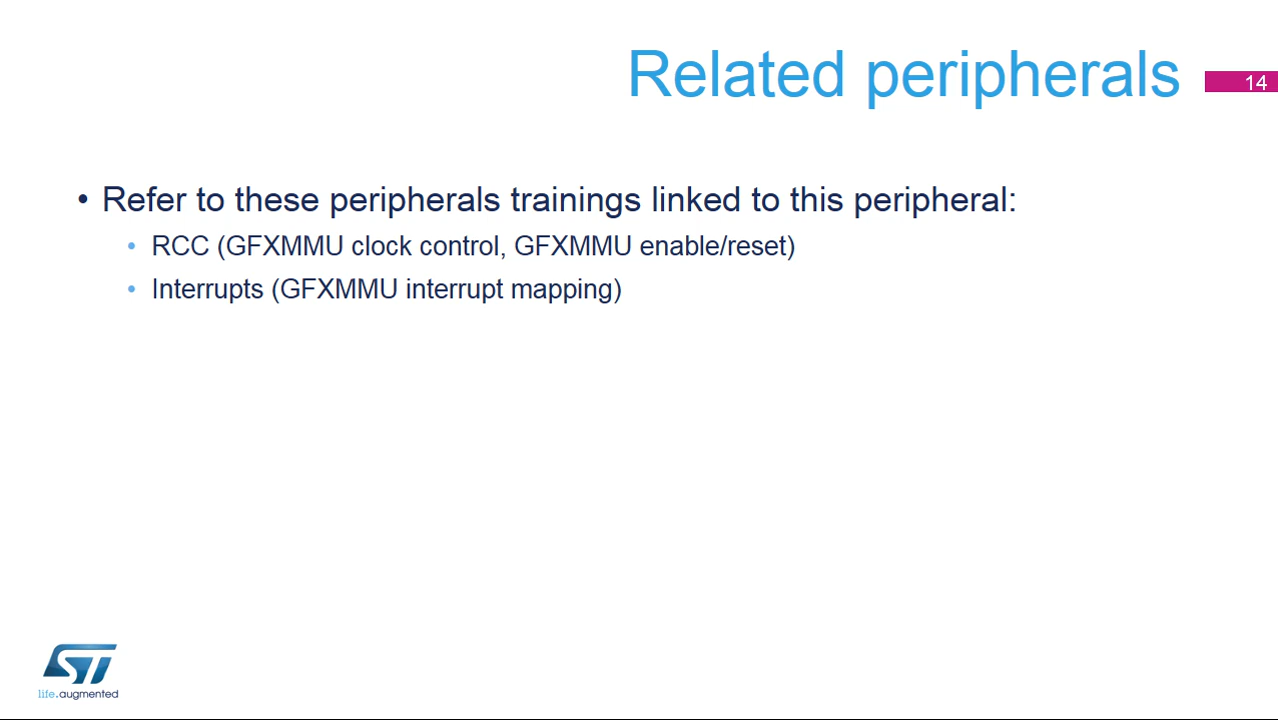 Related peripherals
14
• Refer to these peripherals trainings linked to this peripheral:
• RCC (GFXMMU clock control, GFXMMU enable/reset)
• Interrupts (GFXMMU interrupt mapping)
ST
life.augmented